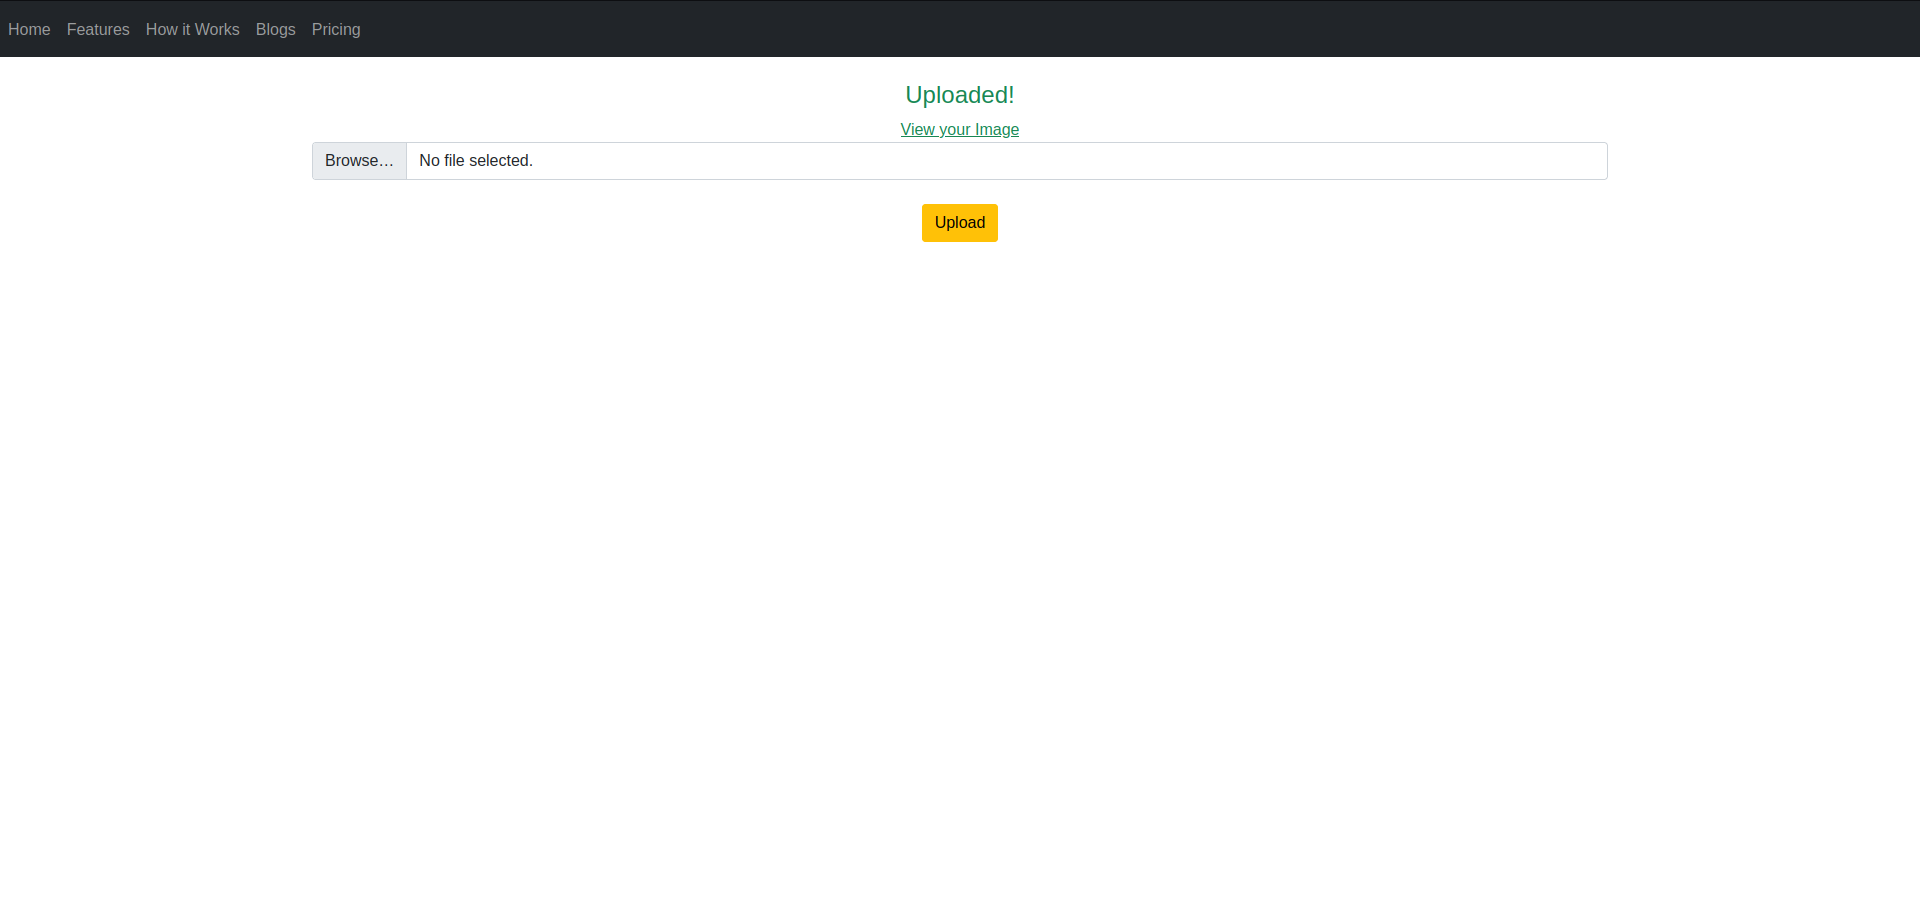 Home Features How it Works Blogs Pricing
Uploaded!
View your Image
Browse… No file selected.
Upload